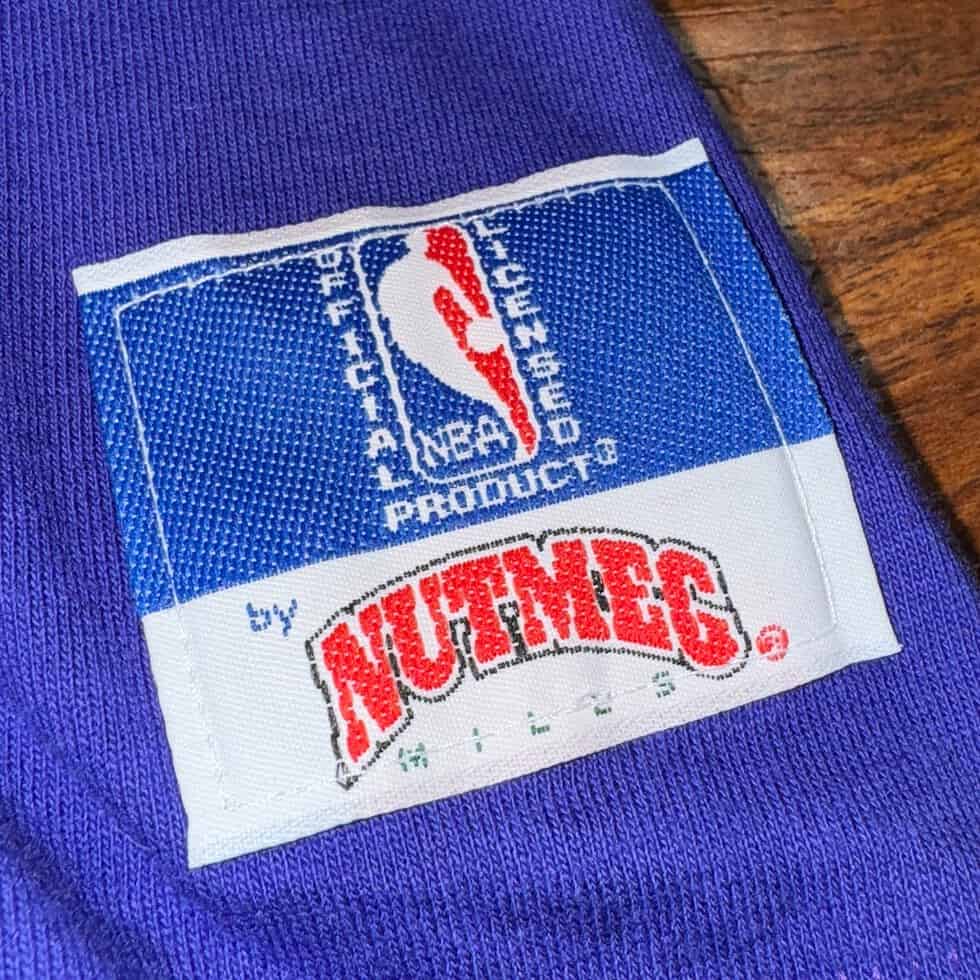 OFFICIAL
LICENSED
NBA
PRODUCT®
by
NUTMEG®
MILLS